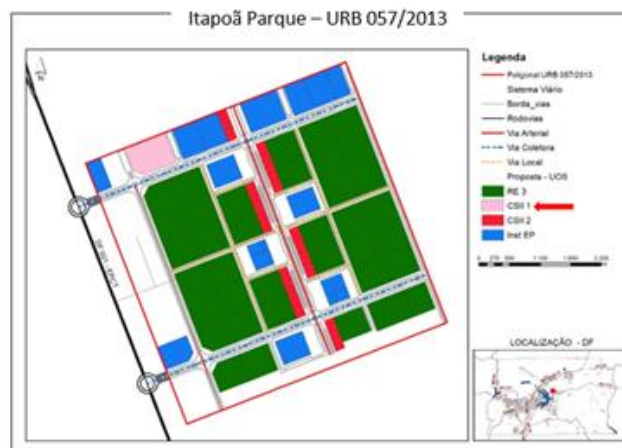 Itapoã Parque – URB 057/2013
Legenda
Poligonal URB 057/2013
Sistema Viário
Borda_vias
Rodovias
Via Arterial
Via Coletora
Via Local
Proposta - UOS
RE 3
CSII 1
CSII 2
Inst EP
LOCALIZAÇÃO - DF